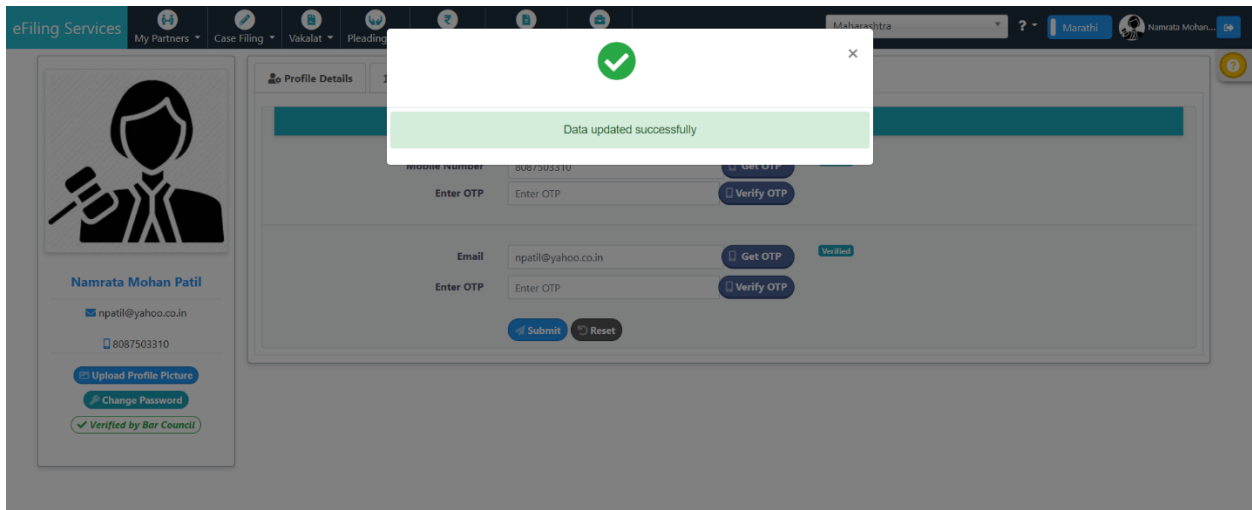 eFiling Services
My Partners
Case Filing
Vakalat
Pleading
Maharashtra
?
Marathi
Namrata Mohan...
×
Data updated successfully
Profile Details
Mobile Number
8087503310
Get OTP
Enter OTP
Enter OTP
Verify OTP
Email
npatil@yahoo.co.in
Get OTP
Verified
Enter OTP
Enter OTP
Verify OTP
Submit
Reset
Namrata Mohan Patil
npatil@yahoo.co.in
8087503310
Upload Profile Picture
Change Password
Verified by Bar Council